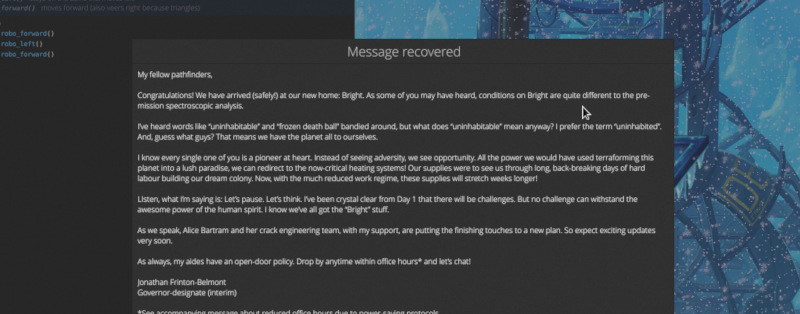 forward() moves forward (also veers right because triangles)
robo_forward()
robo_left()
robo_forward()
Message recovered
My fellow pathfinders,
Congratulations! We have arrived (safely!) at our new home: Bright. As some of you may have heard, conditions on Bright are quite different to the pre-
mission spectroscopic analysis.
I've heard words like "uninhabitable" and "frozen death ball" bandied around, but what does "uninhabitable" mean anyway? I prefer the term "uninhabited".
And, guess what guys? That means we have the planet all to ourselves.
I know every single one of you is a pioneer at heart. Instead of seeing adversity, we see opportunity. All the power we would have used terraforming this
planet into a lush paradise, we can redirect to the now-critical heating systems! Our supplies were to see us through long, back-breaking days of hard
labour building our dream colony. Now, with the much reduced work regime, these supplies will stretch weeks longer!
Listen, what I'm saying is: Let's pause. Let's think. I've been crystal clear from Day 1 that there will be challenges. But no challenge can withstand the
awesome power of the human spirit. I know we've all got the "Bright" stuff.
As we speak, Alice Bartram and her crack engineering team, with my support, are putting the finishing touches to a new plan. So expect exciting updates
very soon.
As always, my aides have an open-door policy. Drop by anytime within office hours* and let's chat!
Jonathan Frinton-Belmont
Governor-designate (interim)
*See accompanying message about reduced office hours due to power-saving protocols